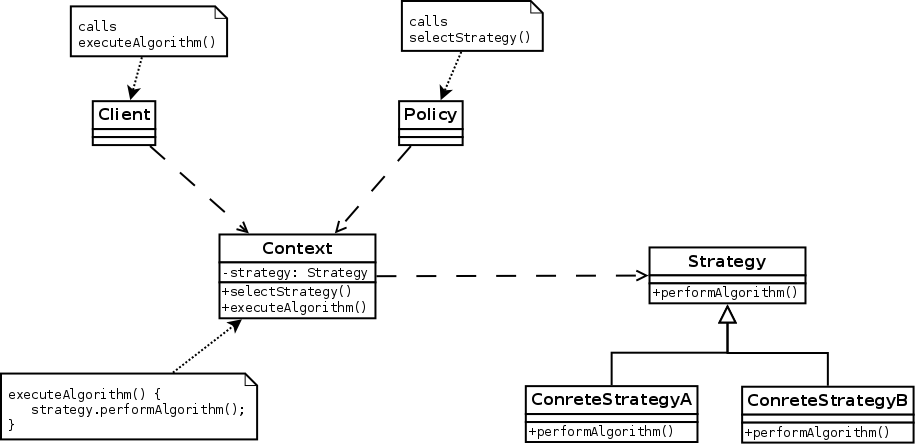 calls
executeAlgorithm()
calls
selectStrategy()
Client
Policy
Context
-strategy: Strategy
+selectStrategy()
+executeAlgorithm()
Strategy
+performAlgorithm()
executeAlgorithm() {
strategy.performAlgorithm();
}
ConreteStrategyA
+performAlgorithm()
ConreteStrategyB
+performAlgorithm()